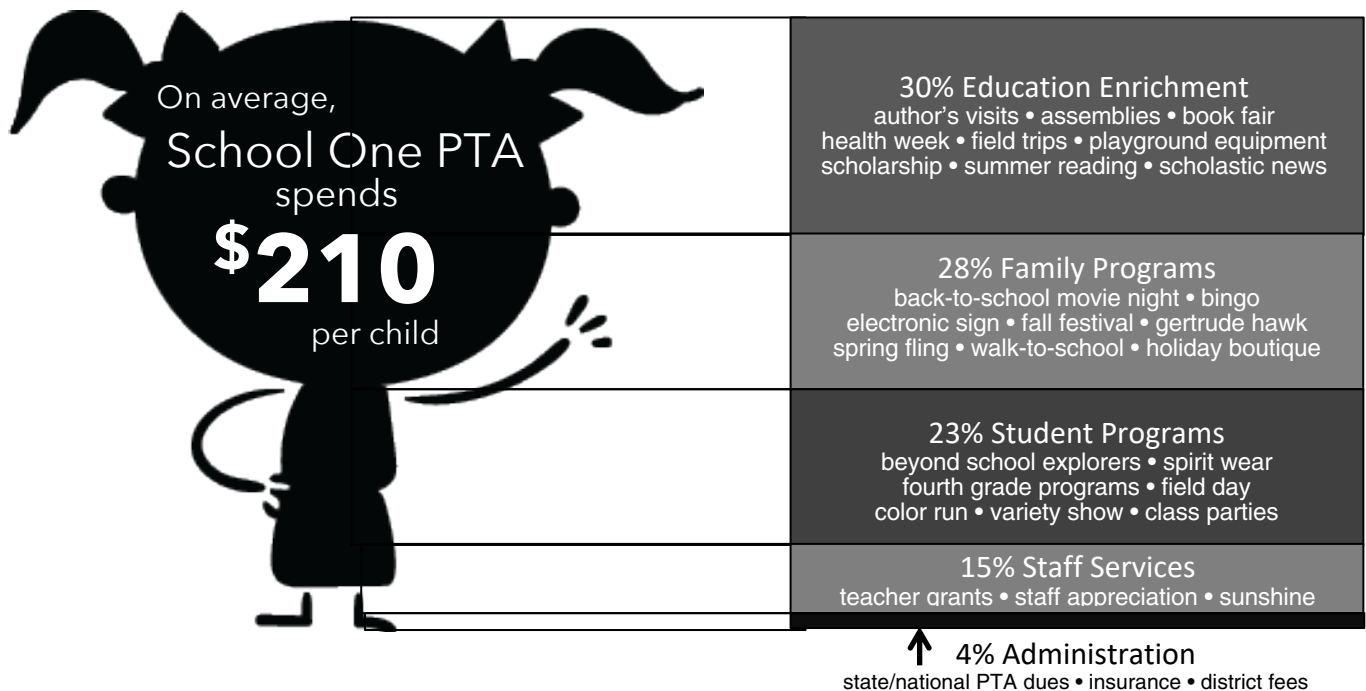 On average,
School One PTA
spends
$210
per child
30% Education Enrichment
author's visits • assemblies • book fair
health week • field trips • playground equipment
scholarship • summer reading • scholastic news
28% Family Programs
back-to-school movie night • bingo
electronic sign • fall festival • gertrude hawk
spring fling • walk-to-school • holiday boutique
23% Student Programs
beyond school explorers • spirit wear
fourth grade programs • field day
color run • variety show • class parties
15% Staff Services
teacher grants • staff appreciation • sunshine
4% Administration
state/national PTA dues • insurance • district fees